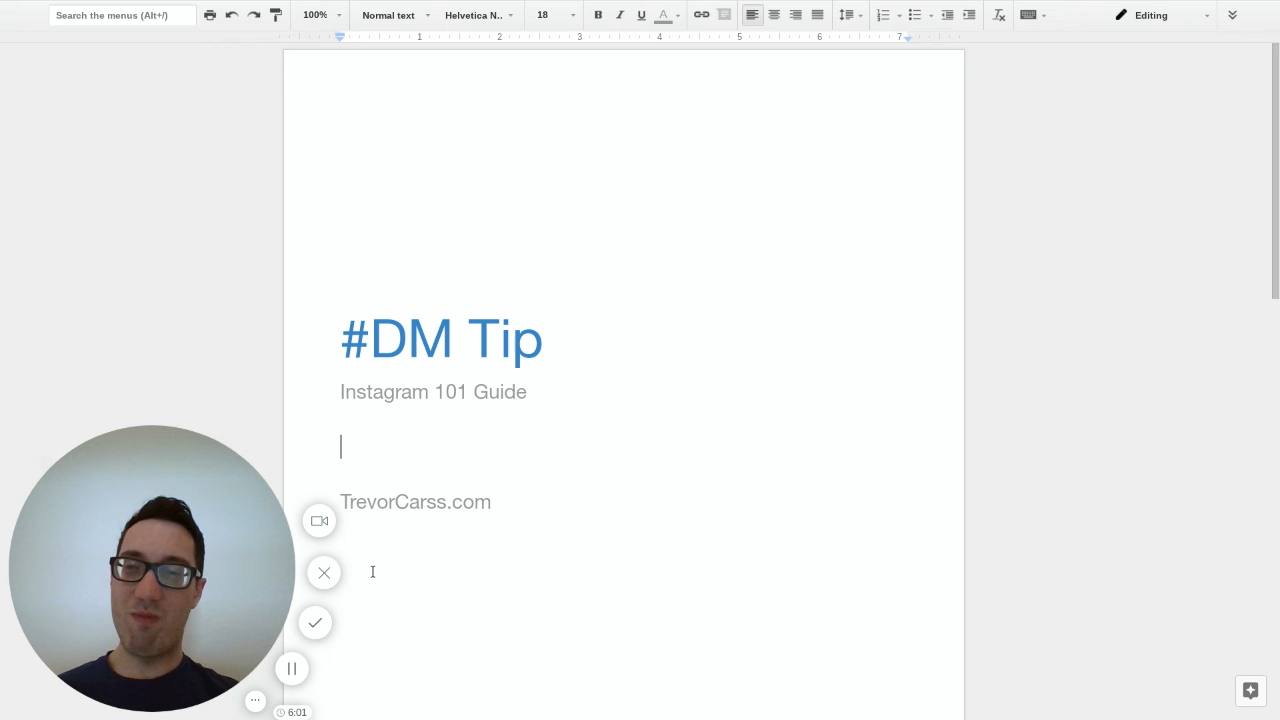 Search the menus (Alt+/) 100% Normal text Helvetica N.. 18 B I U A Editing
1 2 3 4 5 6 7
#DM Tip
Instagram 101 Guide
TrevorCarss.com
6:01